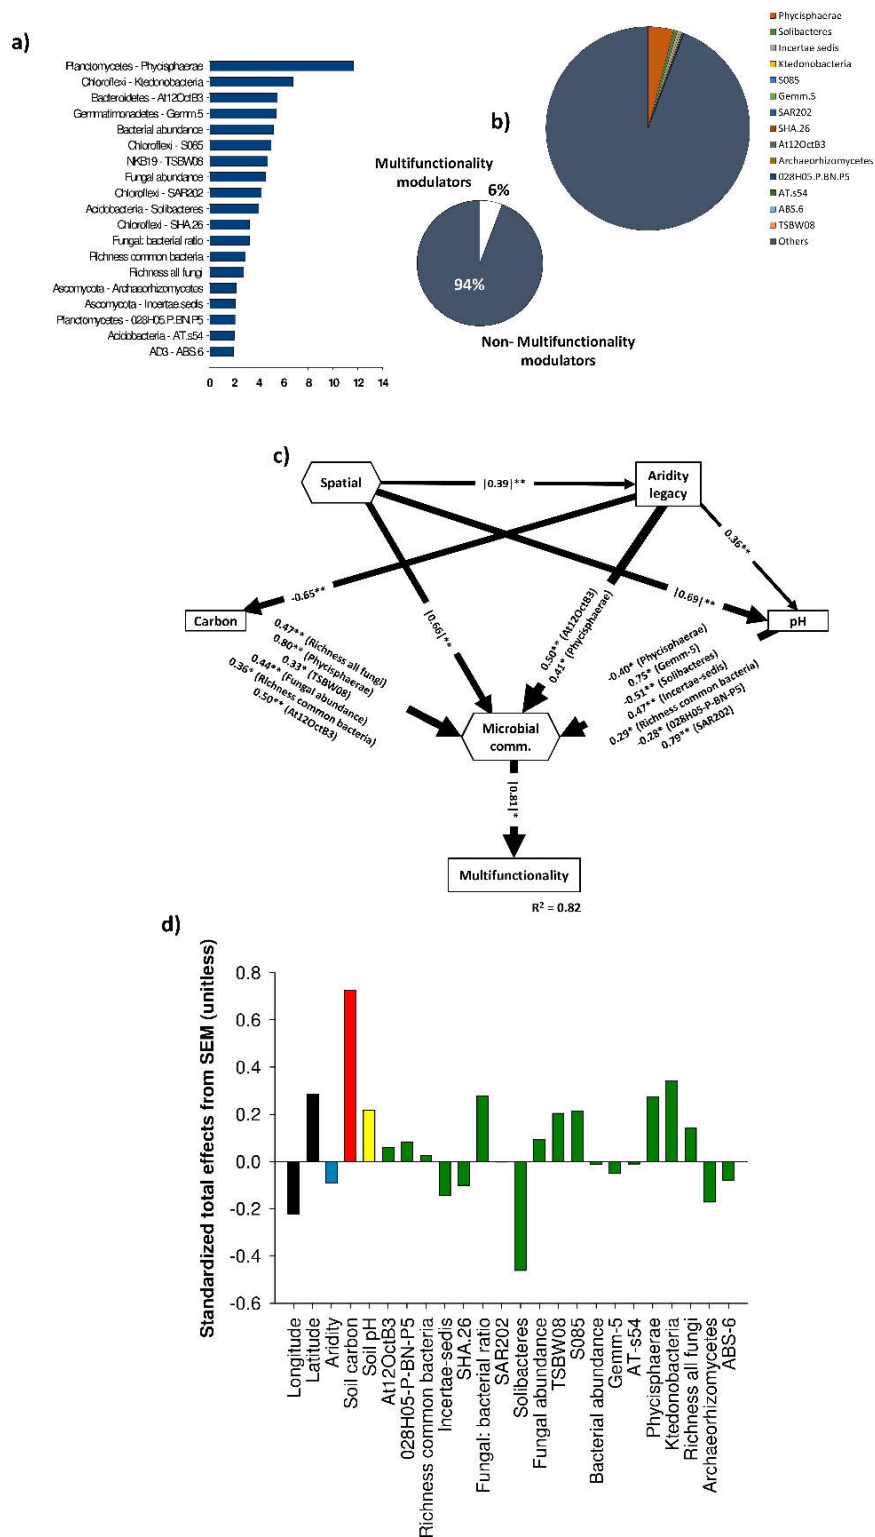 a)
Planctomycetes - Phycisphaerae
Chloroflexi - Ktedonobacteria
Bacteroidetes - At12OctB3
Gemmatimonadetes - Gemm.5
Bacterial abundance
Chloroflexi - S085
NKB19 - TSBW08
Fungal abundance
Chloroflexi - SAR202
Acidobacteria - Solibacteres
Chloroflexi - SHA.26
Fungal: bacterial ratio
Richness common bacteria
Richness all fungi
Ascomycota - Archaeorhizomycetes
Ascomycota - Incertae.sedis
Planctomycetes - 028H05.P.BN.P5
Acidobacteria - AT.s54
AD3 - ABS.6
0 2 4 6 8 10 12 14
b)
Multifunctionality
modulators
6%
94%
Non- Multifunctionality
modulators
Phycisphaerae
Solibacteres
Incertae sedis
Ktedonobacteria
S085
Gemm.5
SAR202
SHA.26
At12OctB3
Archaeorhizomycetes
028H05.P.BN.P5
AT.s54
ABS.6
TSBW08
Others
c)
Spatial
|0.39|**
Aridity
legacy
0.36**
-0.65**
|0.69|**
|0.66|**
Carbon
pH
0.47** (Richness all fungi)
0.80** (Phycisphaerae)
0.33* (TSBW08)
0.44** (Fungal abundance)
0.36* (Richness common bacteria)
0.50** (At12OctB3)
0.50** (At12OctB3)
0.41* (Phycisphaerae)
-0.40* (Phycisphaerae)
0.75* (Gemm-5)
-0.51** (Solibacteres)
0.47** (Incertae-sedis)
0.29* (Richness common bacteria)
-0.28* (028H05-P-BN-P5)
0.79** (SAR202)
Microbial
comm.
|0.81|*
Multifunctionality
R² = 0.82
d)
Standardized total effects from SEM (unitless)
0.8
0.6
0.4
0.2
0.0
-0.2
-0.4
-0.6
Longitude
Latitude
Aridity
Soil carbon
Soil pH
At12OctB3
028H05-P-BN-P5
Richness common bacteria
Incertae-sedis
SHA.26
Fungal: bacterial ratio
SAR202
Solibacteres
Fungal abundance
TSBW08
S085
Bacterial abundance
Gemm-5
AT-s54
Phycisphaerae
Ktedonobacteria
Richness all fungi
Archaeorhizomycetes
ABS-6